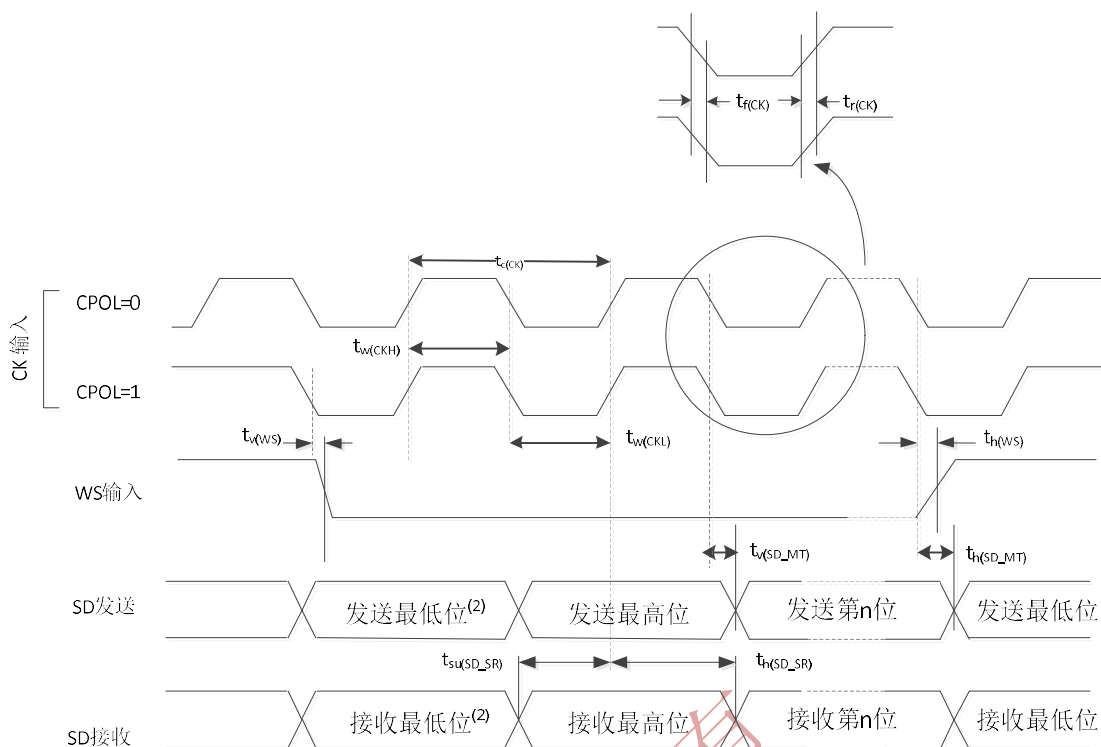 tf(CK)
tr(CK)
tc(CK)
CK 输入
CPOL=0
tw(CKH)
CPOL=1
tv(WS)
tw(CKL)
th(WS)
WS输入
tv(SD_MT)
th(SD_MT)
SD发送
发送最低位(2)
发送最高位
发送第n位
发送最低位
tsu(SD_SR)
th(SD_SR)
SD接收
接收最低位(2)
接收最高位
接收第n位
接收最低位